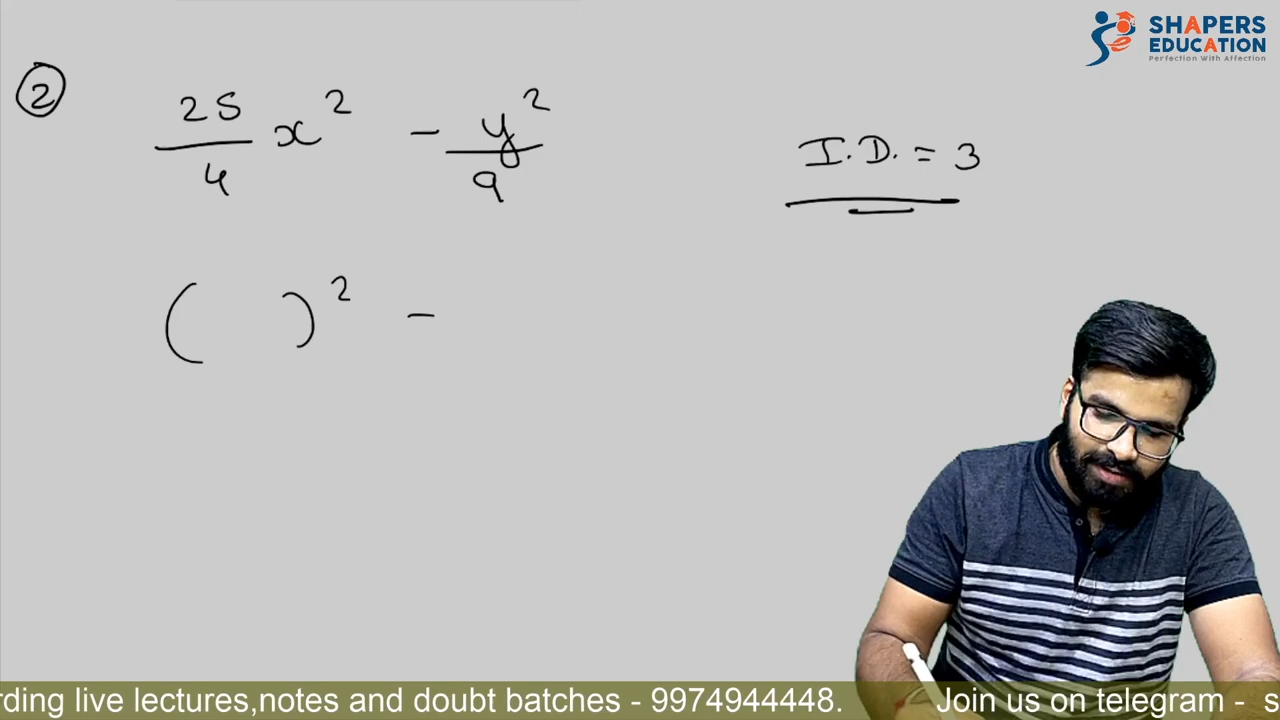 SHAPERS
EDUCATION
Perfection With Affection
②
25/4 x² - y²/9
I.D. = 3
( )² -
rding live lectures,notes and doubt batches - 9974944448. Join us on telegram - s